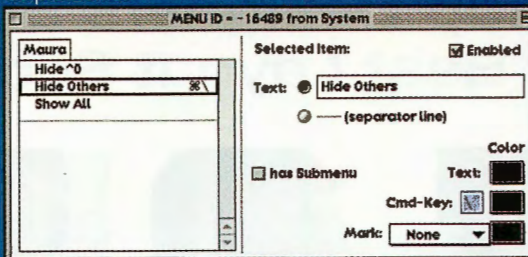 MENU ID = -16489 from System
Maura
Hide ^0
Hide Others ⌘\
Show All
Selected Item:
Enabled
Text: Hide Others
(separator line)
Color
has Submenu
Text:
Cmd-Key: \
Mark: None